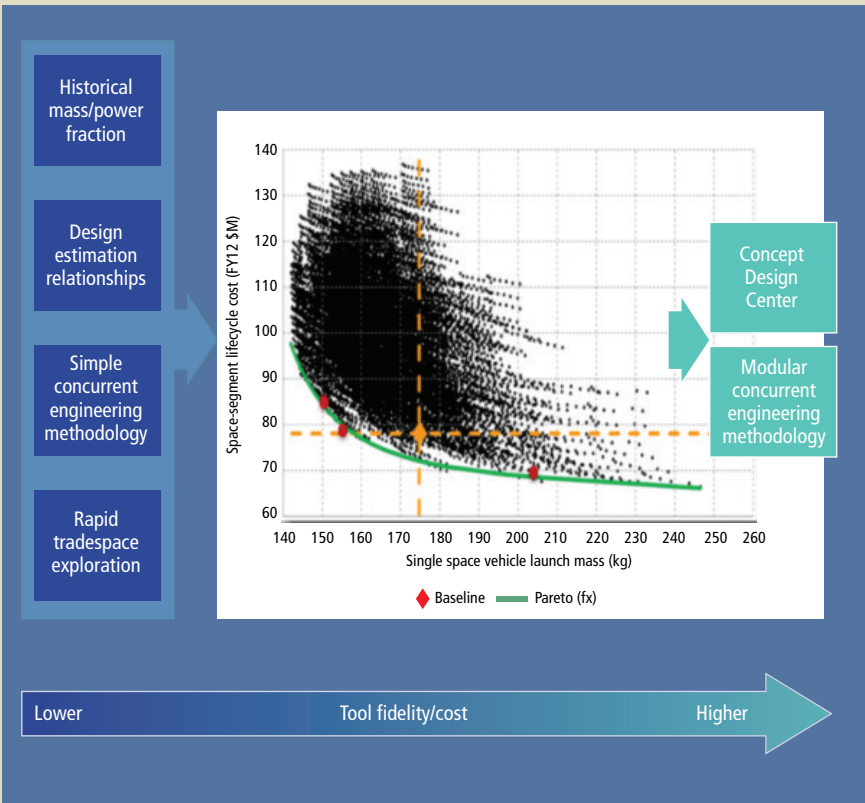 Historical
mass/power
fraction
Design
estimation
relationships
Simple
concurrent
engineering
methodology
Rapid
tradespace
exploration
Space-segment lifecycle cost (FY12 $M)
140
130
120
110
100
90
80
70
60
140 150 160 170 180 190 200 210 220 230 240 250 260
Single space vehicle launch mass (kg)
Baseline Pareto (fx)
Concept
Design
Center
Modular
concurrent
engineering
methodology
Lower Tool fidelity/cost Higher